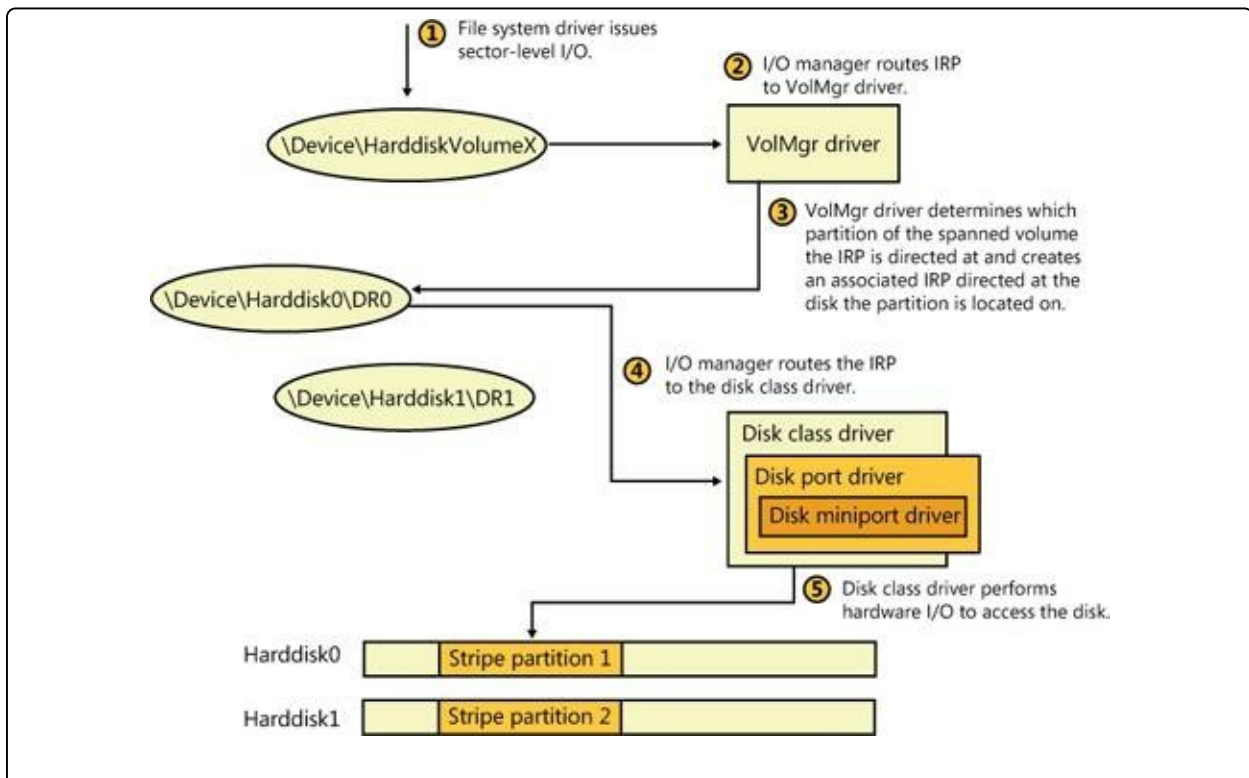 1 File system driver issues
sector-level I/O.
2 I/O manager routes IRP
to VolMgr driver.
\Device\HarddiskVolumeX
VolMgr driver
3 VolMgr driver determines which
partition of the spanned volume
the IRP is directed at and creates
an associated IRP directed at the
disk the partition is located on.
\Device\Harddisk0\DR0
4 I/O manager routes the IRP
to the disk class driver.
\Device\Harddisk1\DR1
Disk class driver
Disk port driver
Disk miniport driver
5 Disk class driver performs
hardware I/O to access the disk.
Harddisk0
Stripe partition 1
Harddisk1
Stripe partition 2